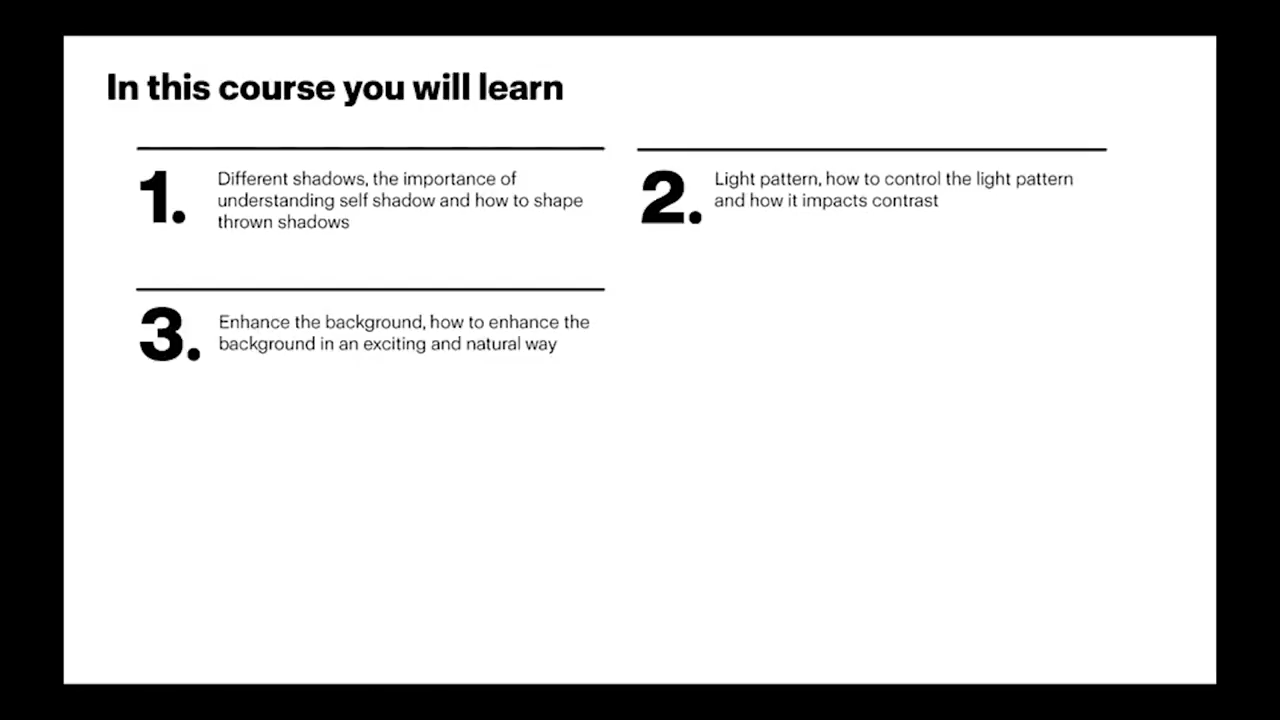 In this course you will learn
1.
Different shadows, the importance of
understanding self shadow and how to shape
thrown shadows
2.
Light pattern, how to control the light pattern
and how it impacts contrast
3.
Enhance the background, how to enhance the
background in an exciting and natural way